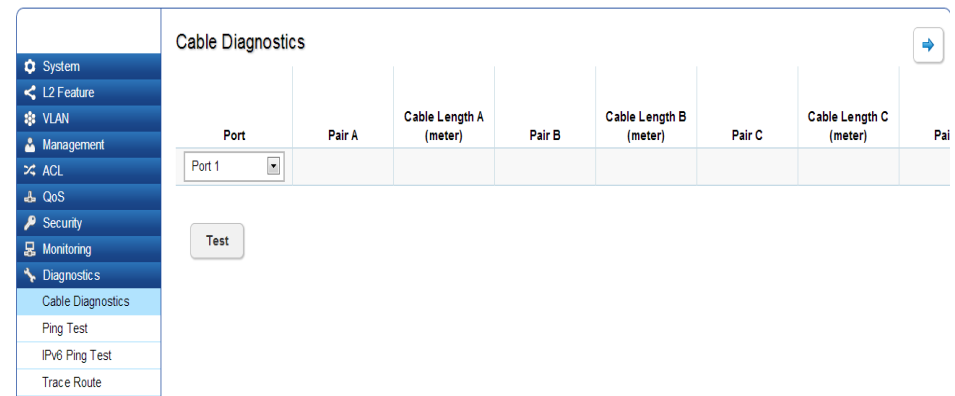 Cable Diagnostics
System
L2 Feature
VLAN
Management
ACL
QoS
Security
Monitoring
Diagnostics
Cable Diagnostics
Ping Test
IPv6 Ping Test
Trace Route
Port
Pair A
Cable Length A
(meter)
Pair B
Cable Length B
(meter)
Pair C
Cable Length C
(meter)
Pai
Port 1
Test